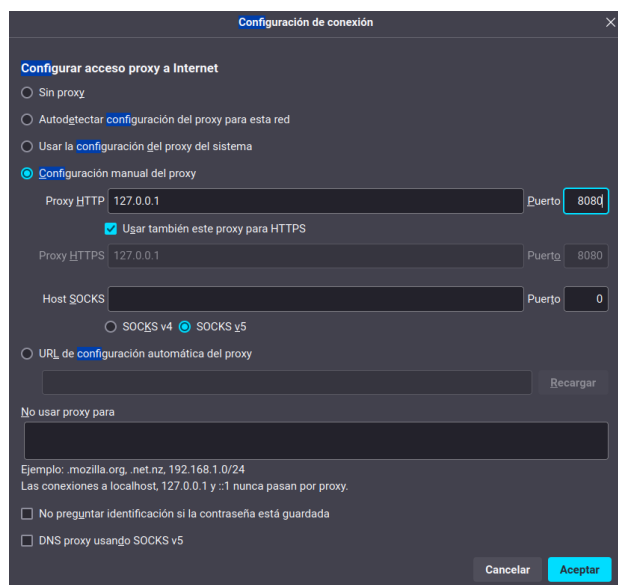 Configuración de conexión
Configurar acceso proxy a Internet
Sin proxy
Autodetectar configuración del proxy para esta red
Usar la configuración del proxy del sistema
Configuración manual del proxy
Proxy HTTP 127.0.0.1 Puerto 8080
Usar también este proxy para HTTPS
Proxy HTTPS 127.0.0.1 Puerto 8080
Host SOCKS Puerto 0
SOCKS v4 SOCKS v5
URL de configuración automática del proxy
Recargar
No usar proxy para
Ejemplo: .mozilla.org, .net.nz, 192.168.1.0/24
Las conexiones a localhost, 127.0.0.1 y ::1 nunca pasan por proxy.
No preguntar identificación si la contraseña está guardada
DNS proxy usando SOCKS v5
Cancelar Aceptar